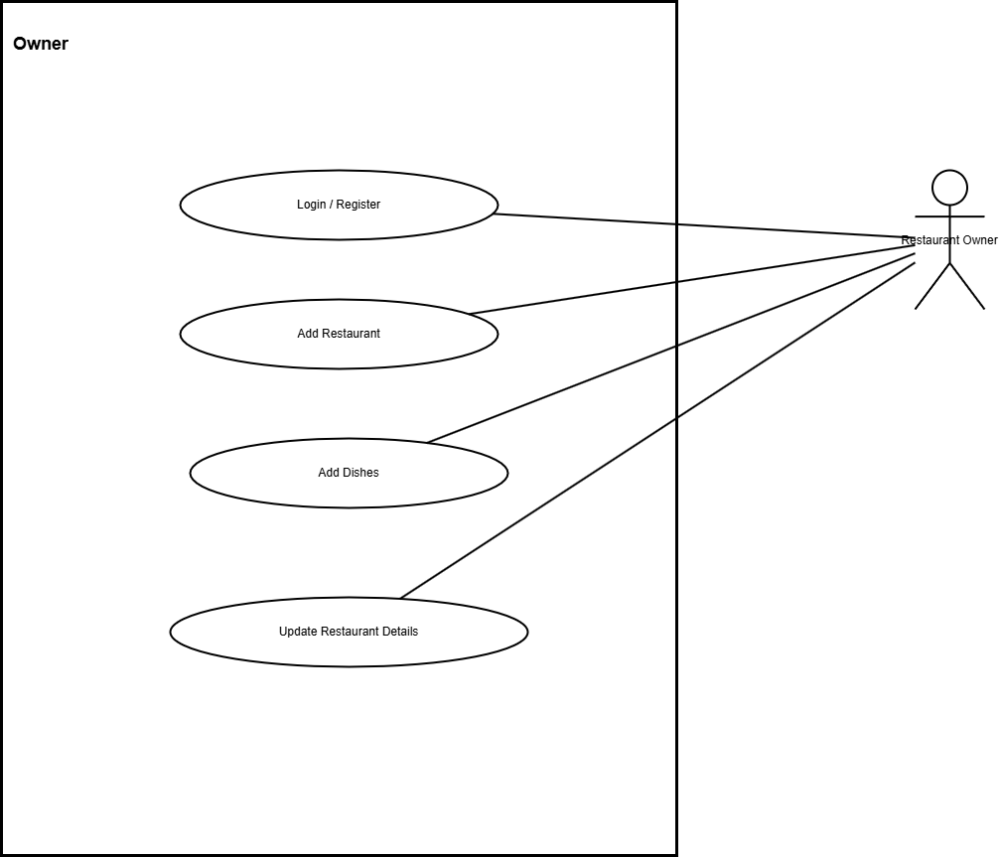 Owner
Login / Register
Restaurant Owner
Add Restaurant
Add Dishes
Update Restaurant Details